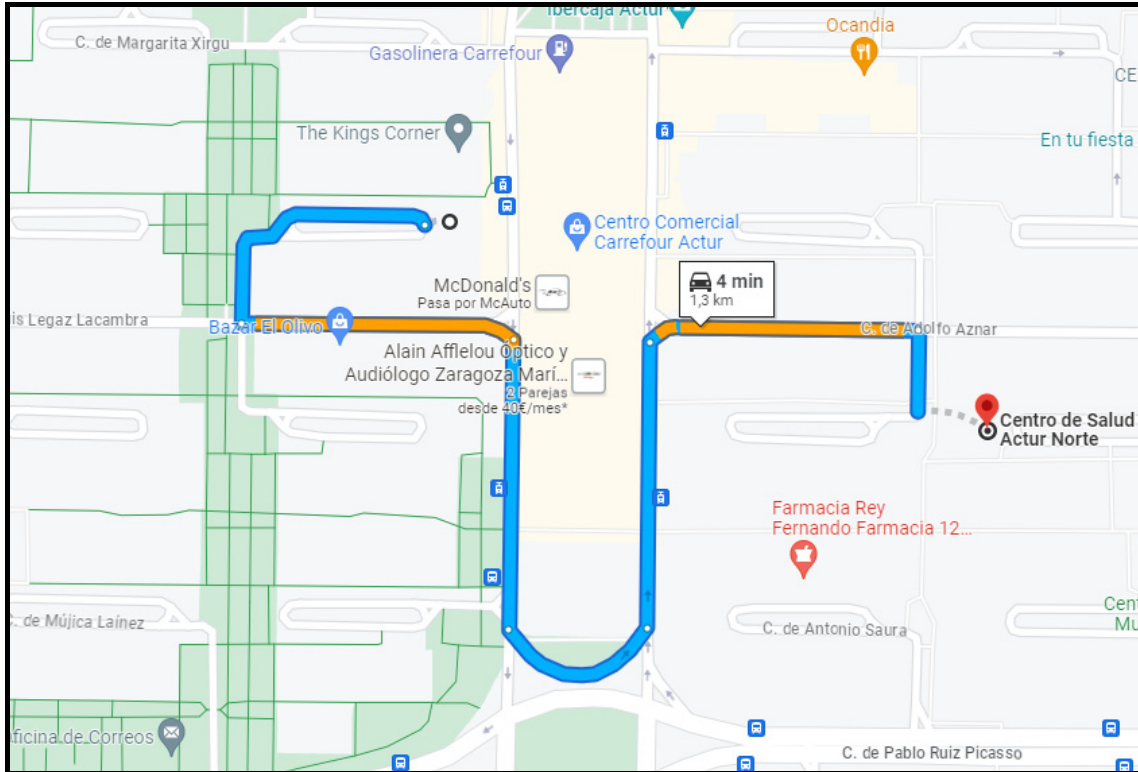 Ibercaja Actur
Ocandia
C. de Margarita Xirgu
Gasolinera Carrefour
CE
The Kings Corner
En tu fiesta
Centro Comercial
Carrefour Actur
McDonald's
Pasa por McAuto
4 min
1,3 km
is Legaz Lacambra
Bazar El Olivo
C. de Adolfo Aznar
Alain Afflelou Óptico y
Audiólogo Zaragoza Marí...
2 Parejas
desde 40€/mes*
Centro de Salud
Actur Norte
Farmacia Rey
Fernando Farmacia 12...
C. de Mújica Laínez
C. de Antonio Saura
Cent
Mu
ficina de Correos
C. de Pablo Ruiz Picasso